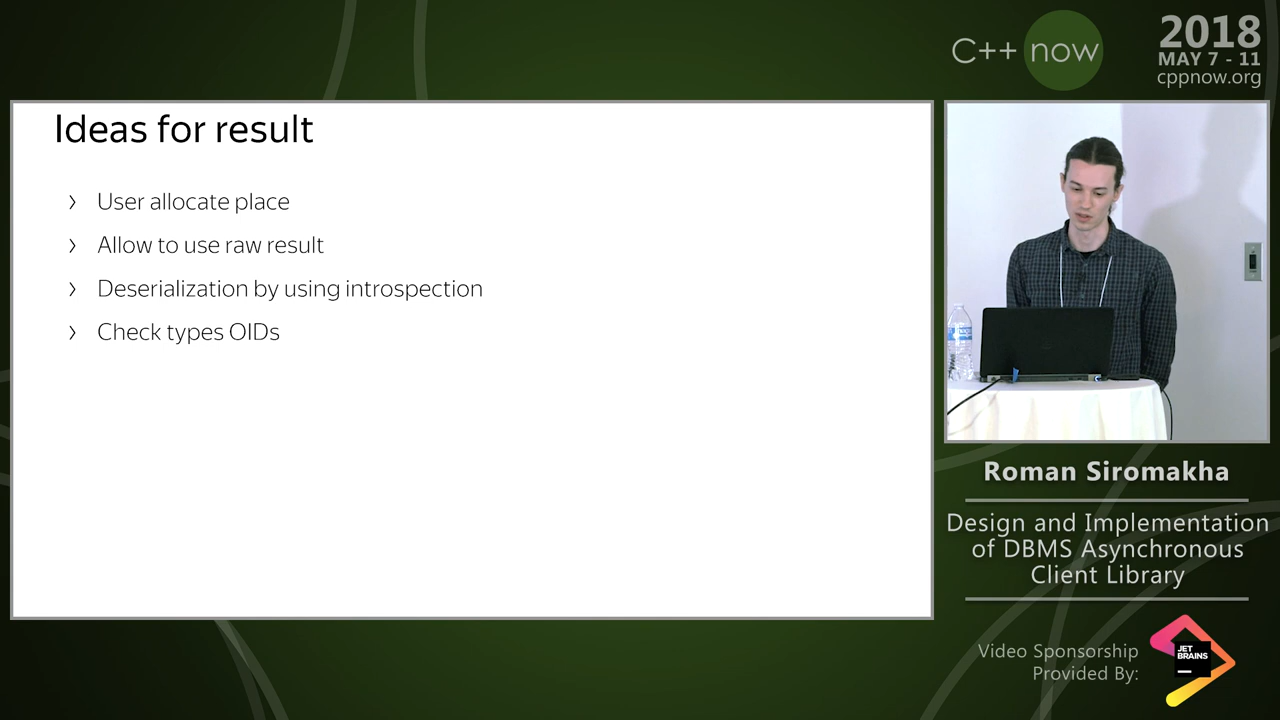 C++ now
2018
MAY 7 - 11
cppnow.org
Ideas for result
› User allocate place
› Allow to use raw result
› Deserialization by using introspection
› Check types OIDs
Roman Siromakha
Design and Implementation
of DBMS Asynchronous
Client Library
Video Sponsorship
Provided By:
JET
BRAINS